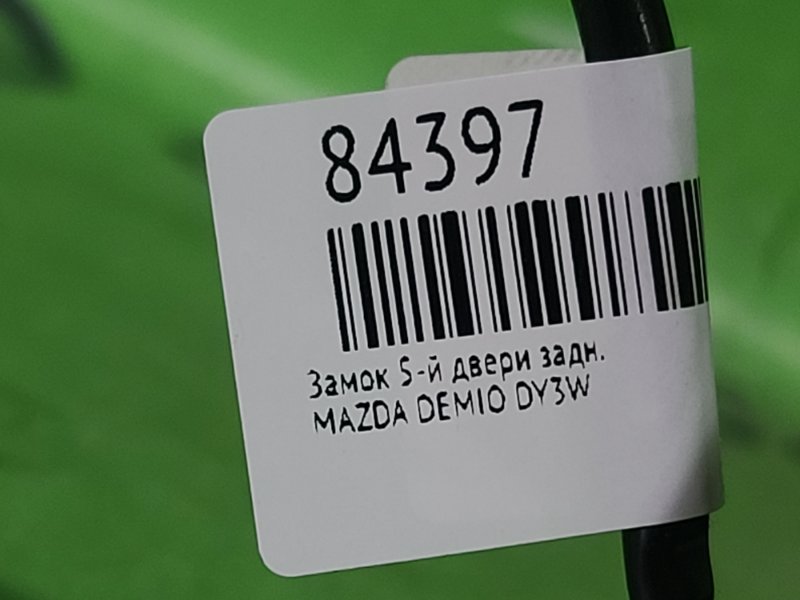 84397
Замок 5-й двери задн.
MAZDA DEMIO DY3W